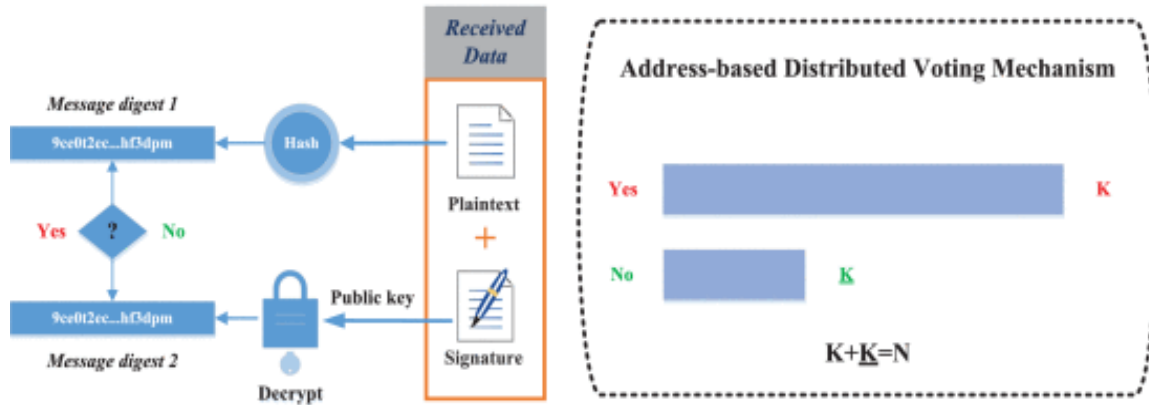 Received
Data
Message digest 1
9ce0t2ec...hf3dpm
Hash
Plaintext
Yes
?
No
+
Public key
9ce0t2ec...hf3dpm
Message digest 2
Decrypt
Signature
Address-based Distributed Voting Mechanism
Yes
K
No
K
K+K=N